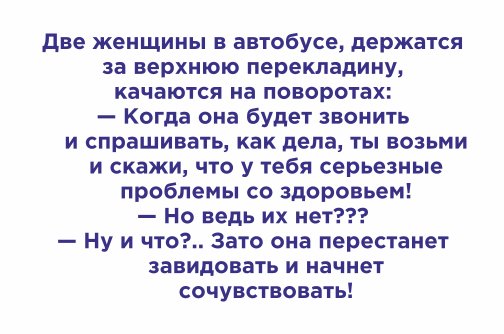 Две женщины в автобусе, держатся
за верхнюю перекладину,
качаются на поворотах:
— Когда она будет звонить
и спрашивать, как дела, ты возьми
и скажи, что у тебя серьезные
проблемы со здоровьем!
— Но ведь их нет???
— Ну и что?.. Зато она перестанет
завидовать и начнет
сочувствовать!